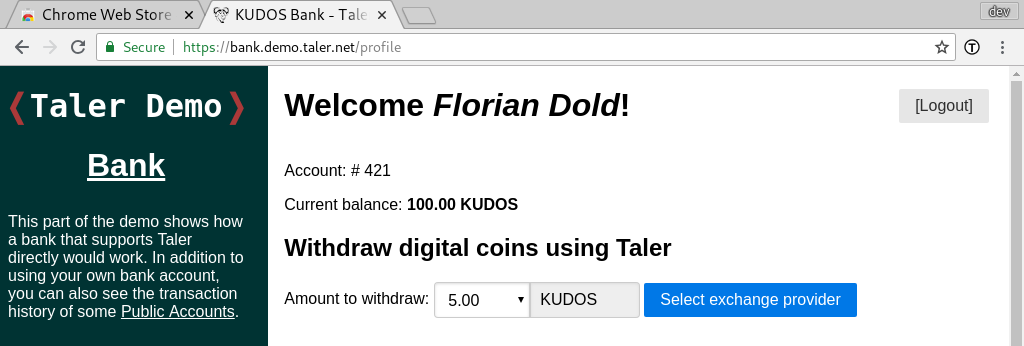 Chrome Web Store
KUDOS Bank - Tale
dev
Secure
https://bank.demo.taler.net/profile
❬Taler Demo❭
Bank
This part of the demo shows how
a bank that supports Taler
directly would work. In addition to
using your own bank account,
you can also see the transaction
history of some Public Accounts.
Welcome Florian Dold!
[Logout]
Account: # 421
Current balance: 100.00 KUDOS
Withdraw digital coins using Taler
Amount to withdraw: 5.00 KUDOS Select exchange provider